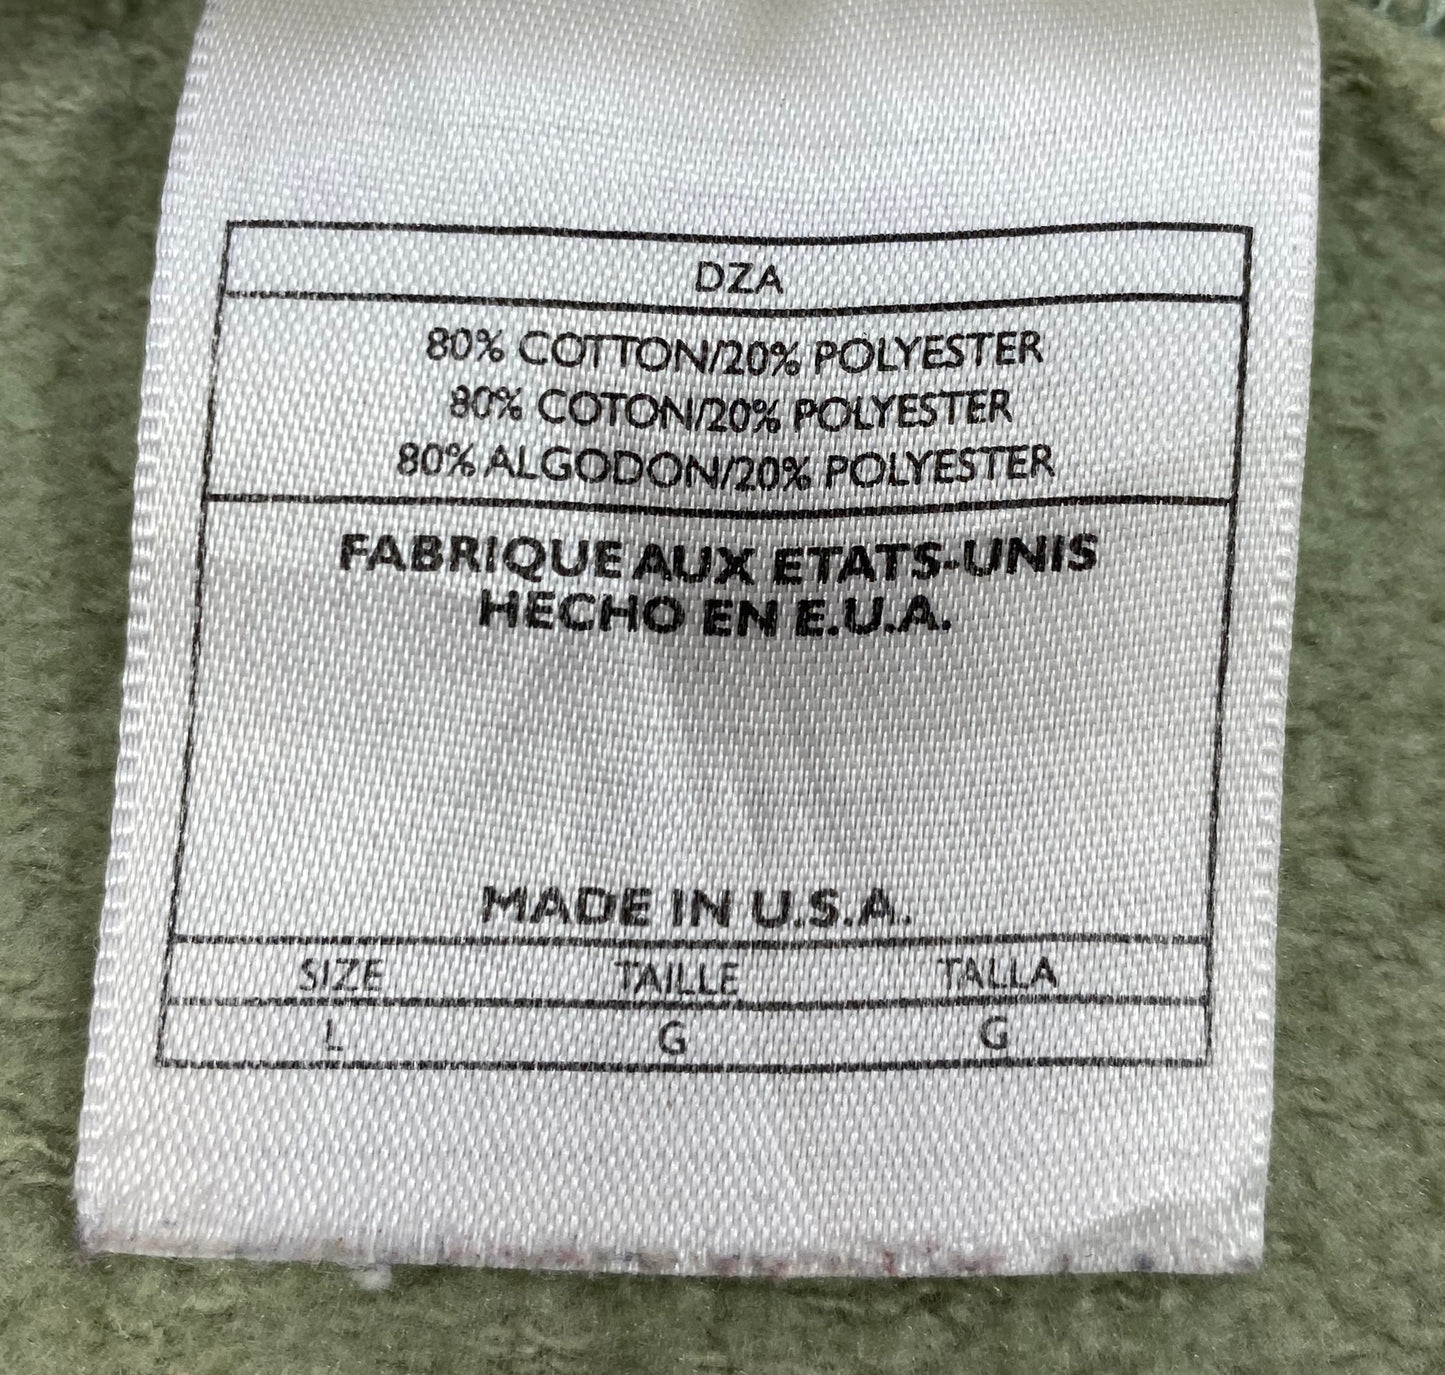 DZA
80% COTTON/20% POLYESTER
80% COTON/20% POLYESTER
80% ALGODON/20% POLYESTER
FABRIQUE AUX ETATS-UNIS
HECHO EN E.U.A.
MADE IN U.S.A.
SIZE TAILLE TALLA
L G G